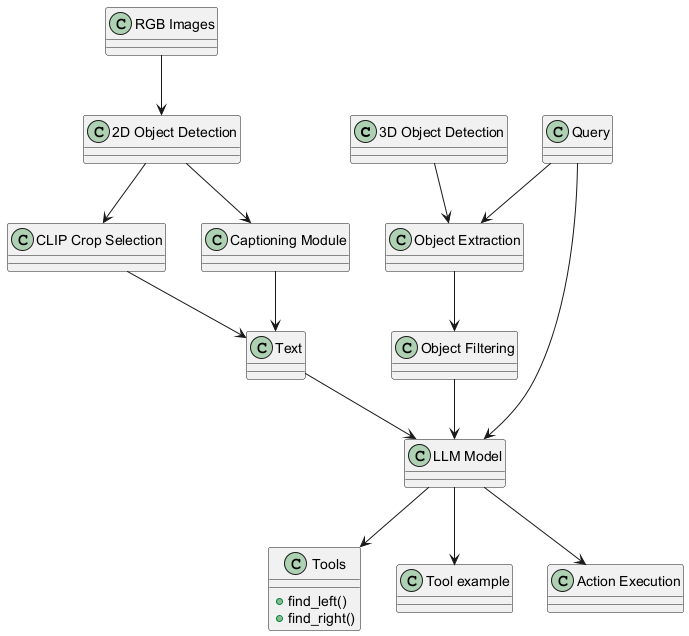 C RGB Images
C 2D Object Detection
C 3D Object Detection
C Query
C CLIP Crop Selection
C Captioning Module
C Object Extraction
C Text
C Object Filtering
C LLM Model
C Tools
find_left()
find_right()
C Tool example
C Action Execution